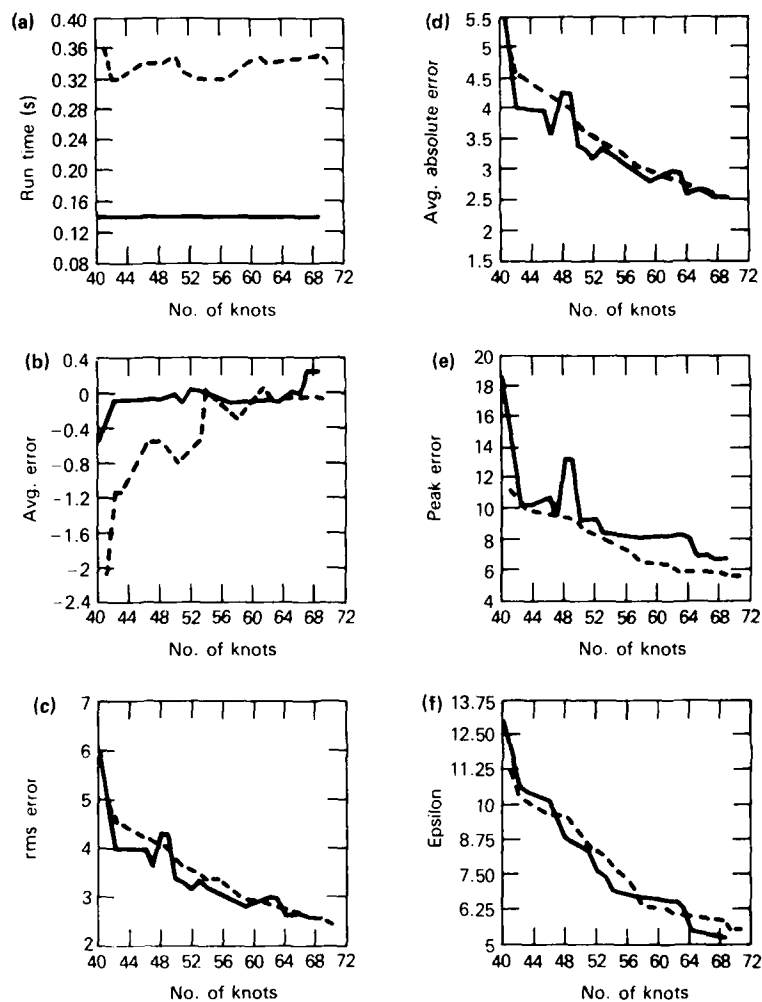 (a)
0.40
0.36
0.32
0.28
0.24
0.20
0.16
0.12
0.08
Run time (s)
40 44 48 52 56 60 64 68 72
No. of knots
(d)
5.5
5
4.5
4
3.5
3
2.5
2
1.5
Avg. absolute error
40 44 48 52 56 60 64 68 72
No. of knots
(b)
0.4
0
-0.4
-0.8
-1.2
-1.6
-2
-2.4
Avg. error
40 44 48 52 56 60 64 68 72
No. of knots
(e)
20
18
16
14
12
10
8
6
4
Peak error
40 44 48 52 56 60 64 68 72
No. of knots
(c)
7
6
5
4
3
2
rms error
40 44 48 52 56 60 64 68 72
No. of knots
(f)
13.75
12.50
11.25
10
8.75
7.50
6.25
5
Epsilon
40 44 48 52 56 60 64 68 72
No. of knots